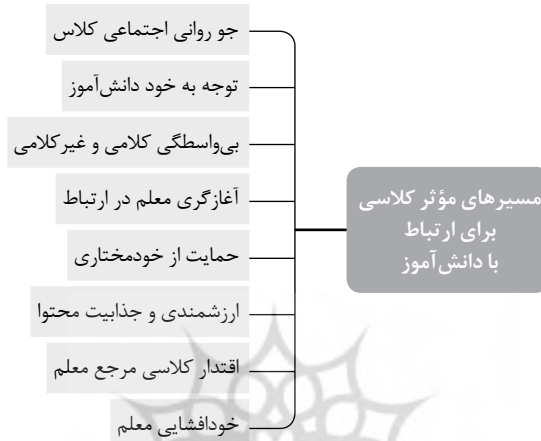 مسیرهای مؤثر کلاسی
برای ارتباط
با دانش‌آموز
جو روانی اجتماعی کلاس
توجه به خود دانش‌آموز
بی‌واسطگی کلامی و غیرکلامی
آغازگری معلم در ارتباط
حمایت از خودمختاری
ارزشمندی و جذابیت محتوا
اقتدار کلاسی مرجع معلم
خودافشایی معلم